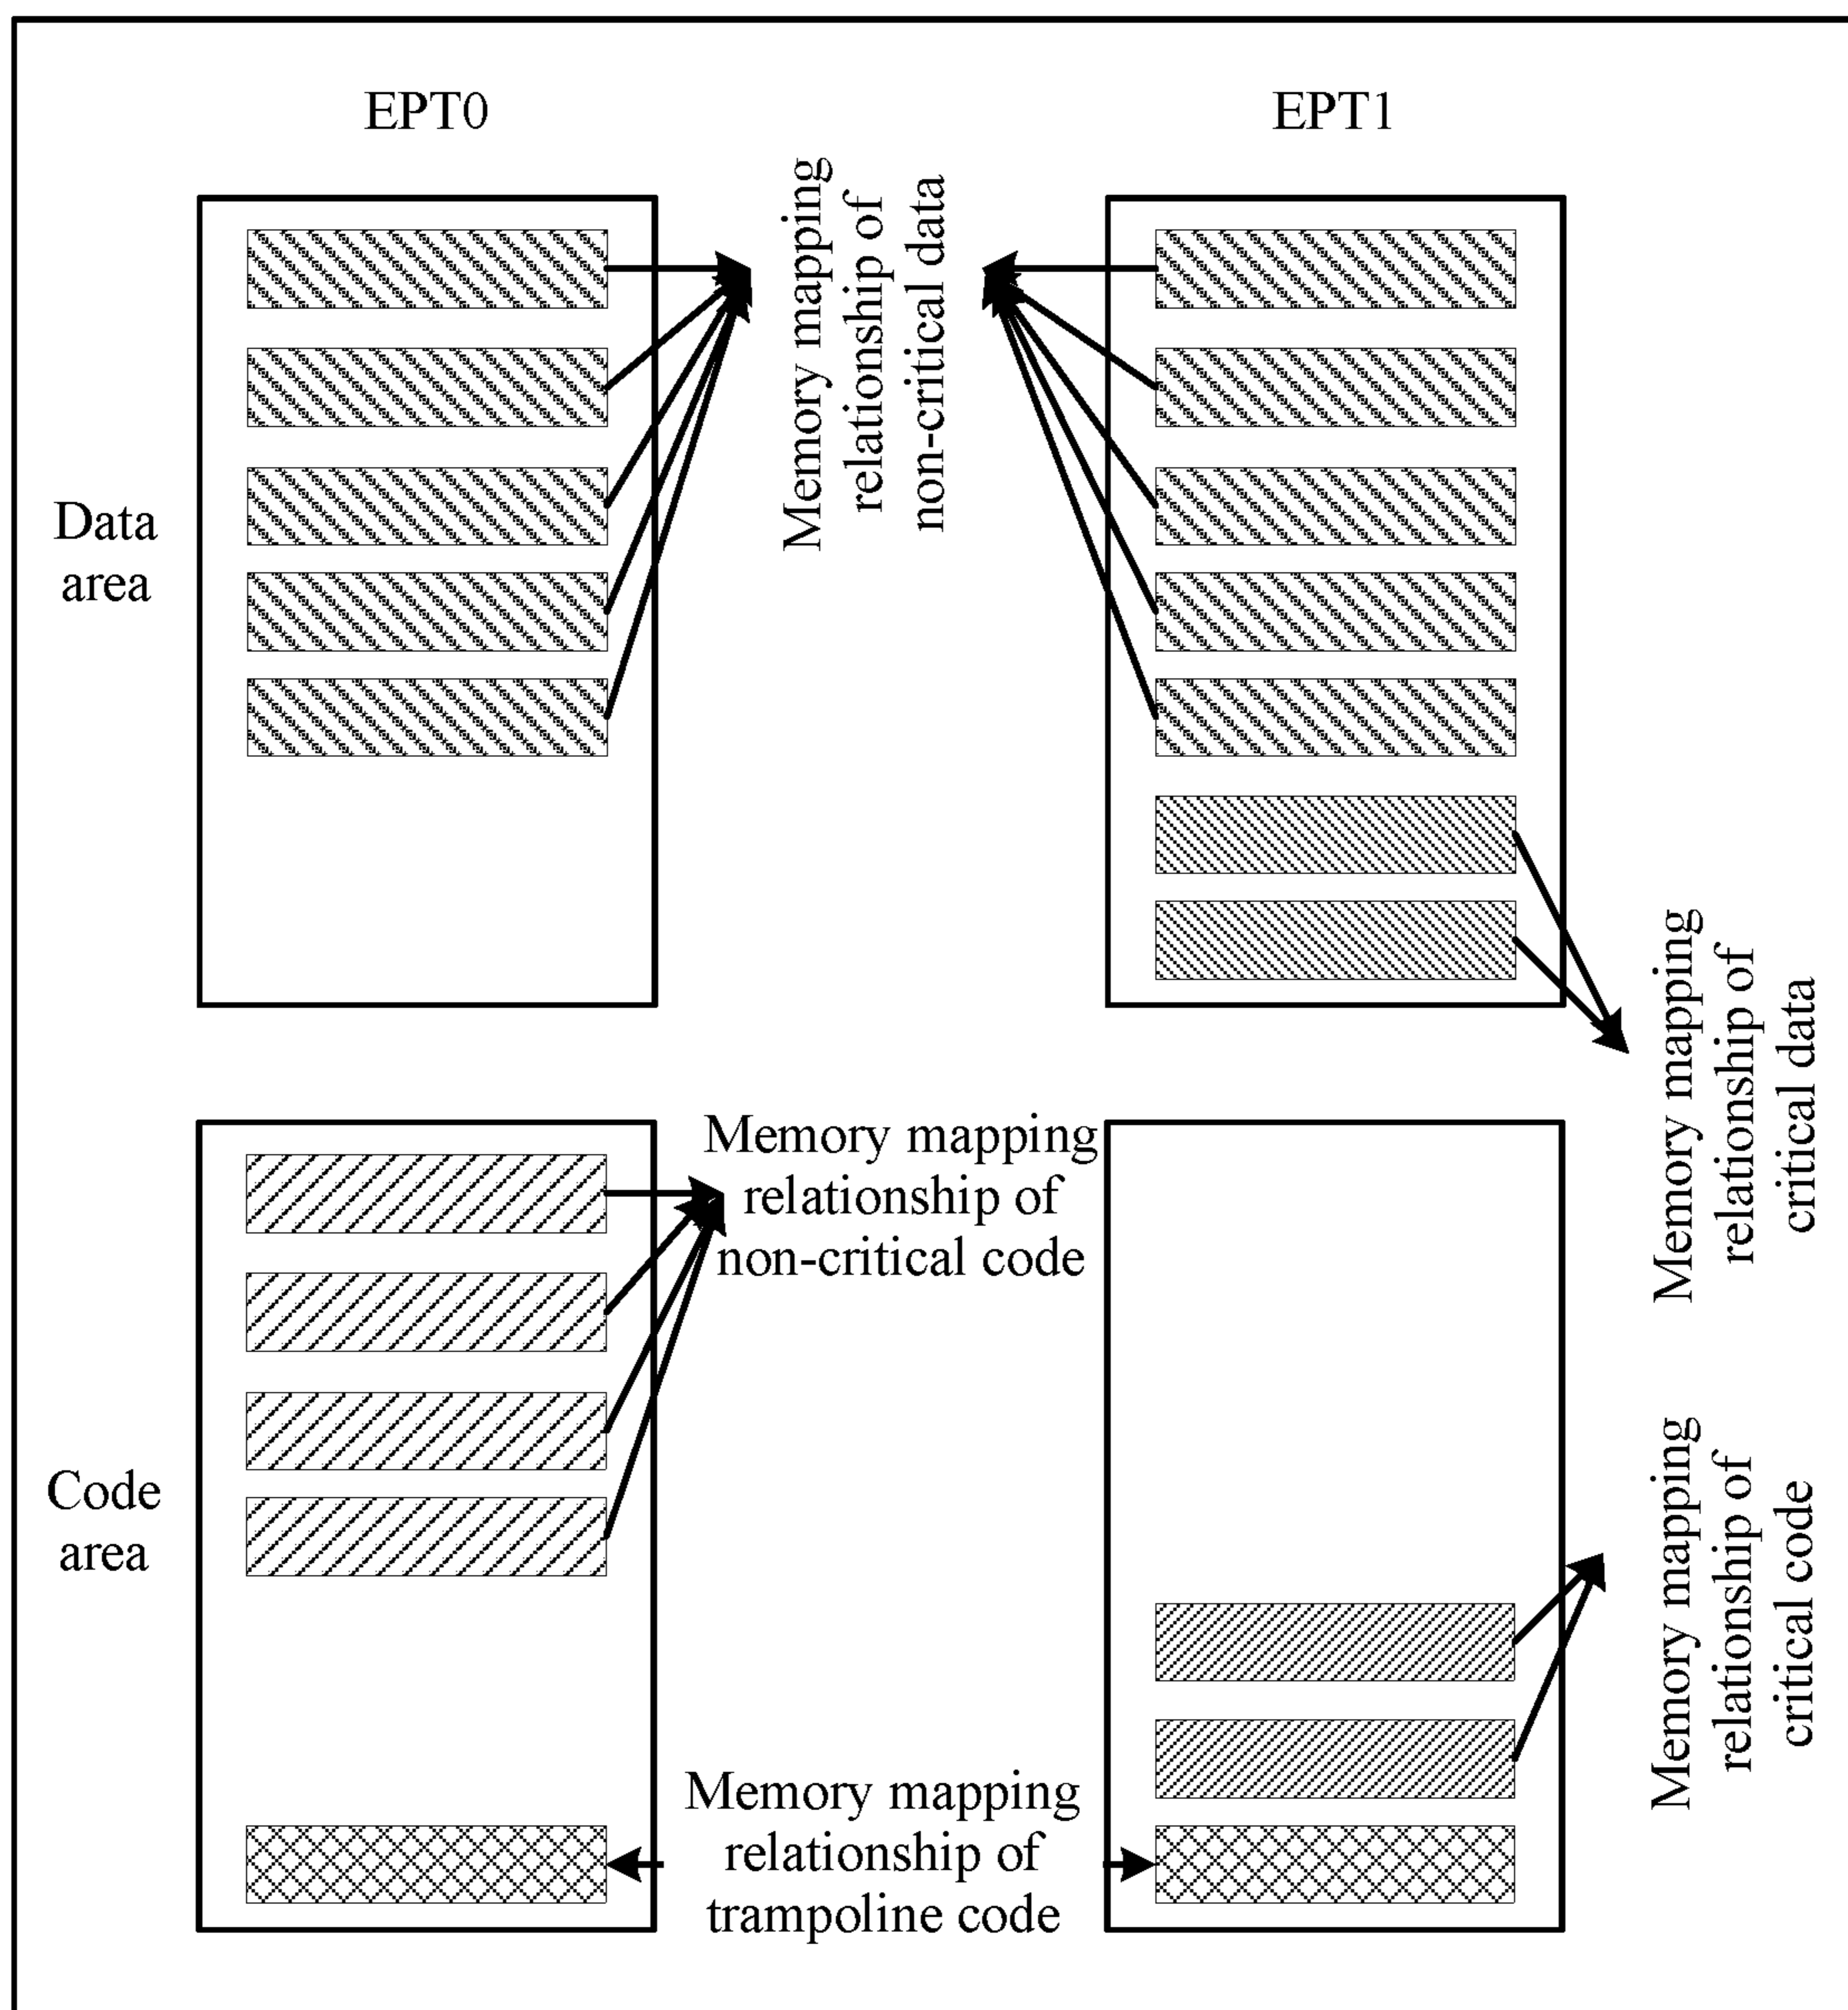 EPT0
EPT1
Memory mapping
relationship of
non-critical data
Data
area
Memory mapping
relationship of
critical data
Memory mapping
relationship of
non-critical code
Code
area
Memory mapping
relationship of
critical code
Memory mapping
relationship of
trampoline code